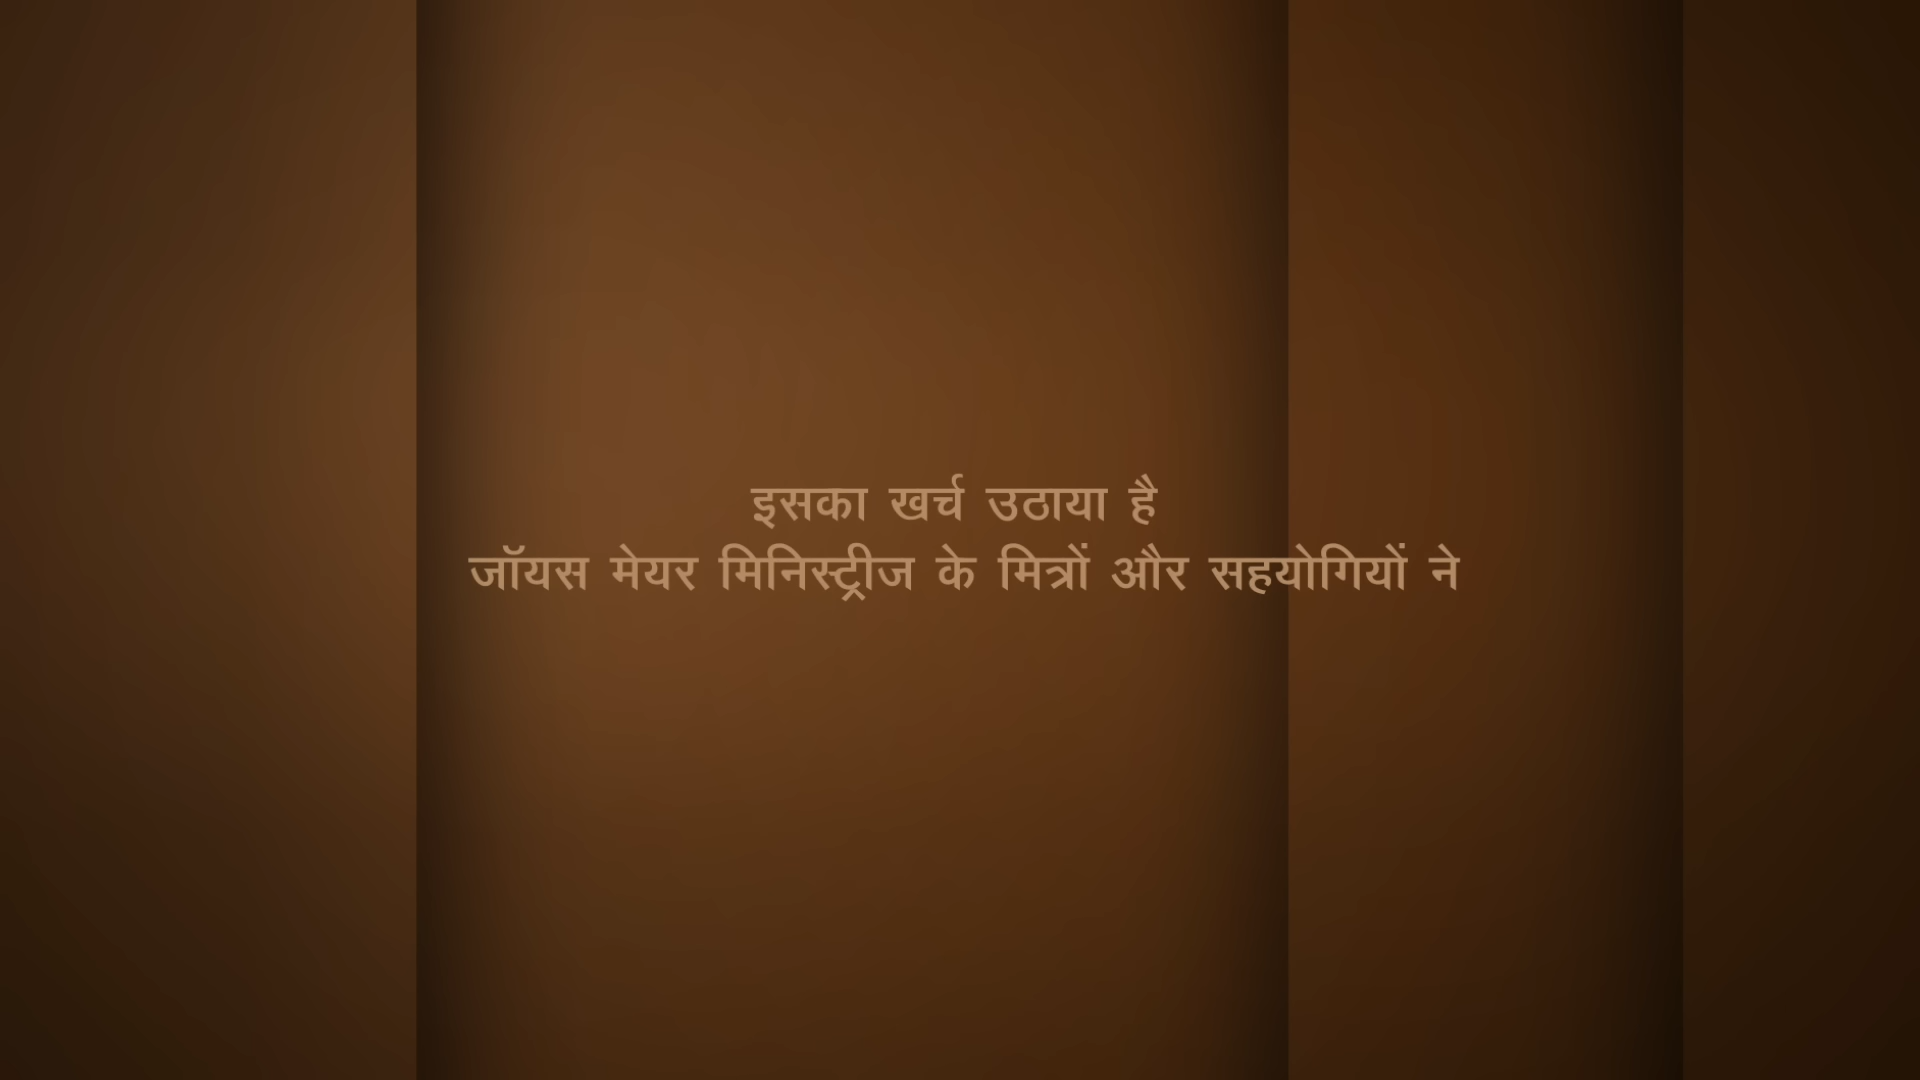 इसका खर्च उठाया है
जॉयस मेयर मिनिस्ट्रीज के मित्रों और सहयोगियों ने